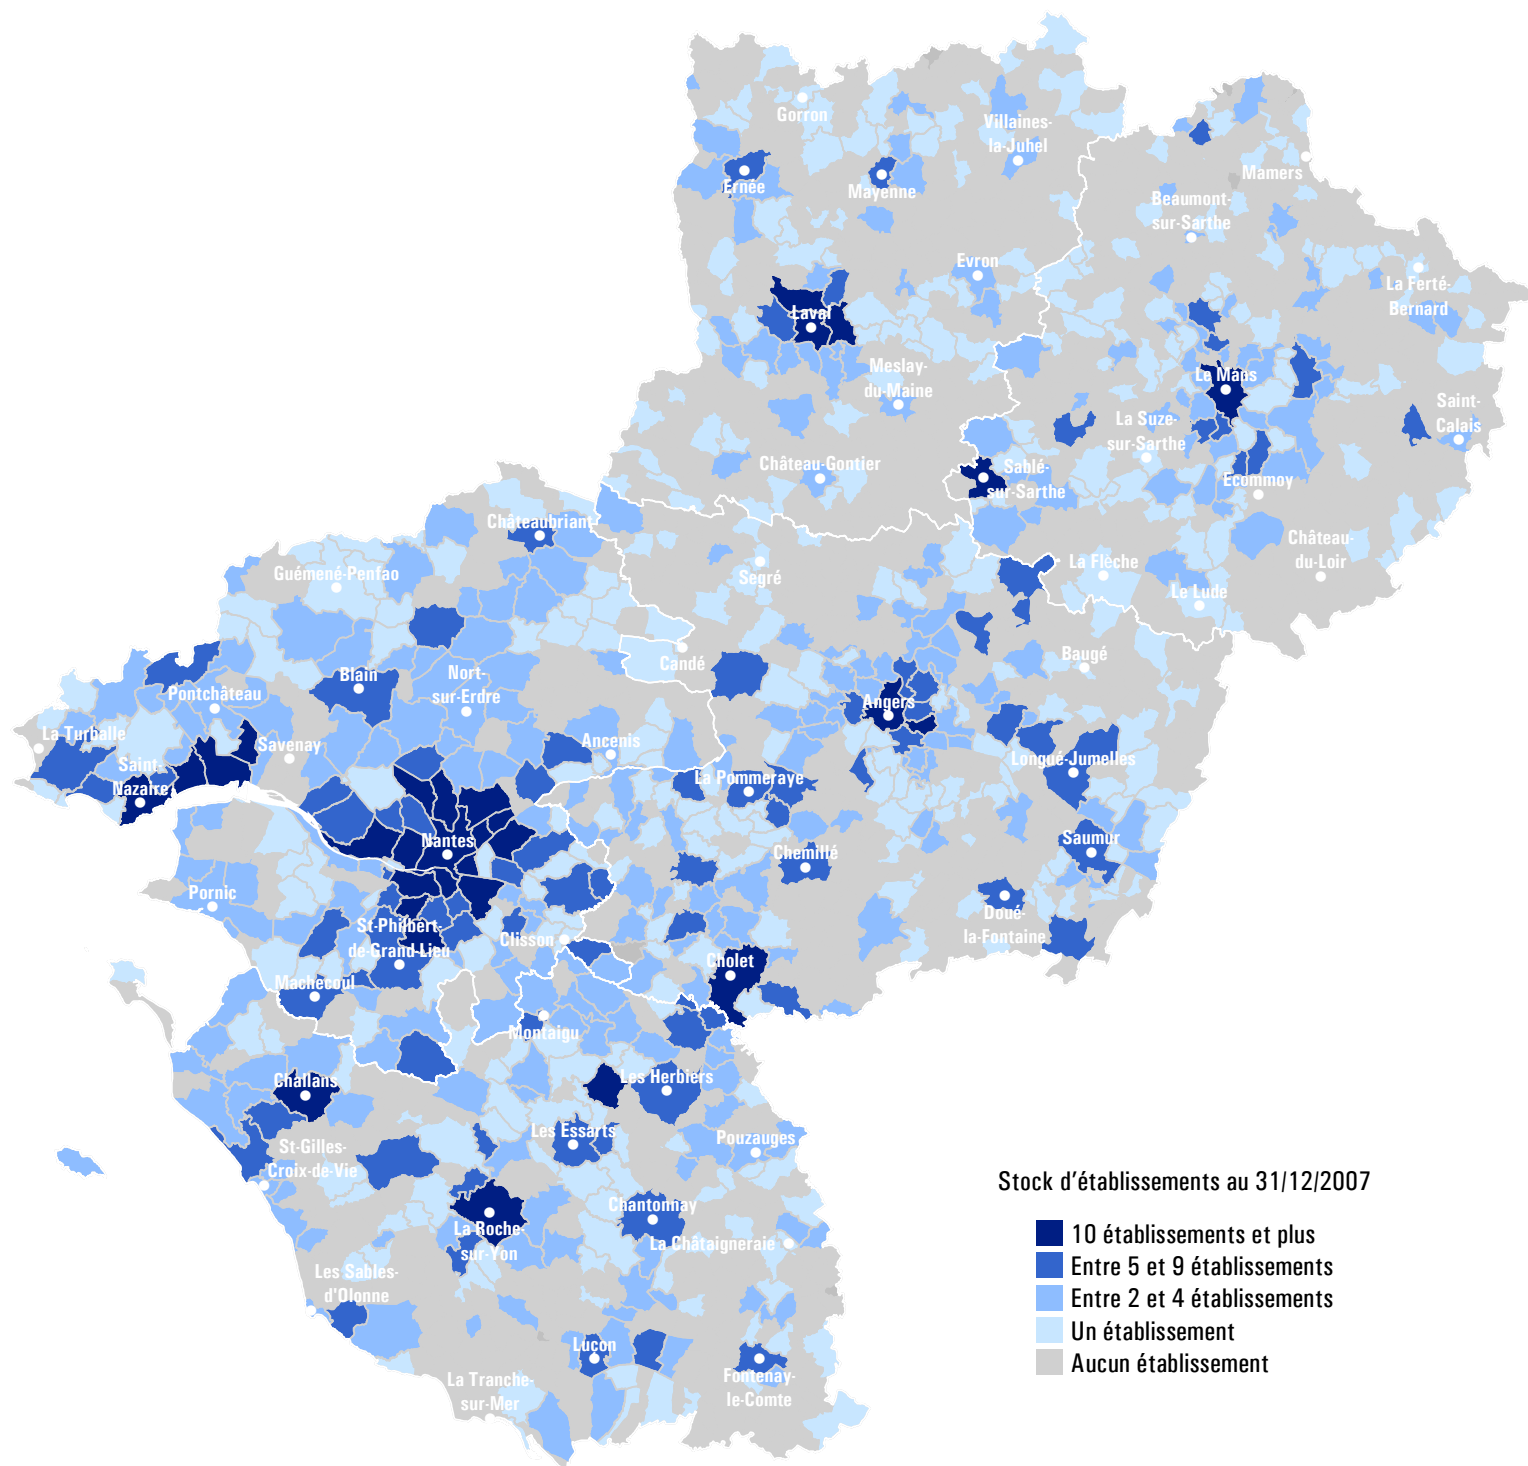 Gorron
Villaines-
la-Juhel
Ernée
Mayenne
Mamers
Beaumont-
sur-Sarthe
Evron
La Ferté-
Bernard
Laval
Meslay-
du-Maine
Le Mans
Saint-
Calais
La Suze-
sur-Sarthe
Château-Gontier
Sablé-
sur-Sarthe
Ecommoy
Châteaubriant
Château-
du-Loir
Guémené-Penfao
Segré
La Flèche
Le Lude
Candé
Baugé
Blain
Nort-
sur-Erdre
Pontchâteau
Angers
La Turballe
Savenay
Ancenis
Saint-
Nazaire
La Pommeraye
Longué-Jumelles
Nantes
Chemillé
Saumur
Pornic
St-Philbert-
de-Grand-Lieu
Clisson
Doué-
la-Fontaine
Cholet
Machecoul
Montaigu
Challans
Les Herbiers
Les Essarts
Pouzauges
St-Gilles-
Croix-de-Vie
Chantonnay
La Roche-
sur-Yon
La Châtaigneraie
Les Sables-
d'Olonne
Luçon
Fontenay-
le-Comte
La Tranche-
sur-Mer
Stock d'établissements au 31/12/2007
10 établissements et plus
Entre 5 et 9 établissements
Entre 2 et 4 établissements
Un établissement
Aucun établissement